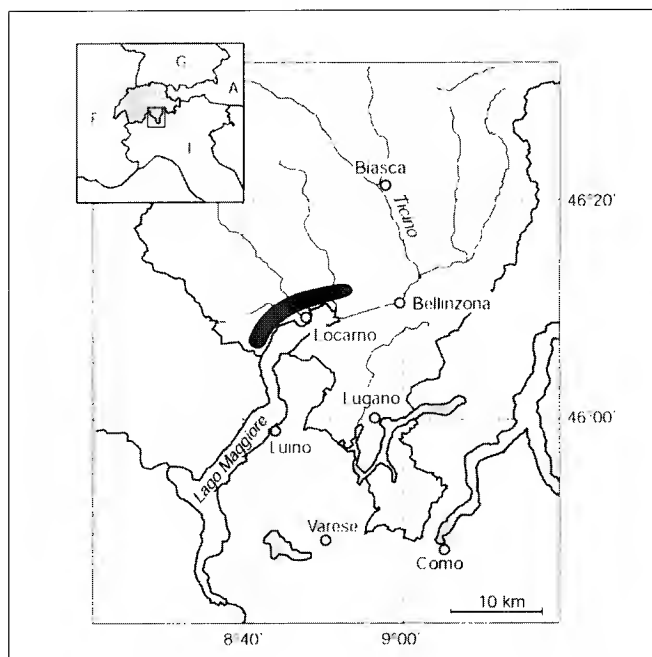 G
A
F
I
Biasca
Ticino
46°20'
Bellinzona
Locarno
Lugano
46°00'
Luino
Lago Maggiore
Varese
Como
10 km
8°40'
9°00'